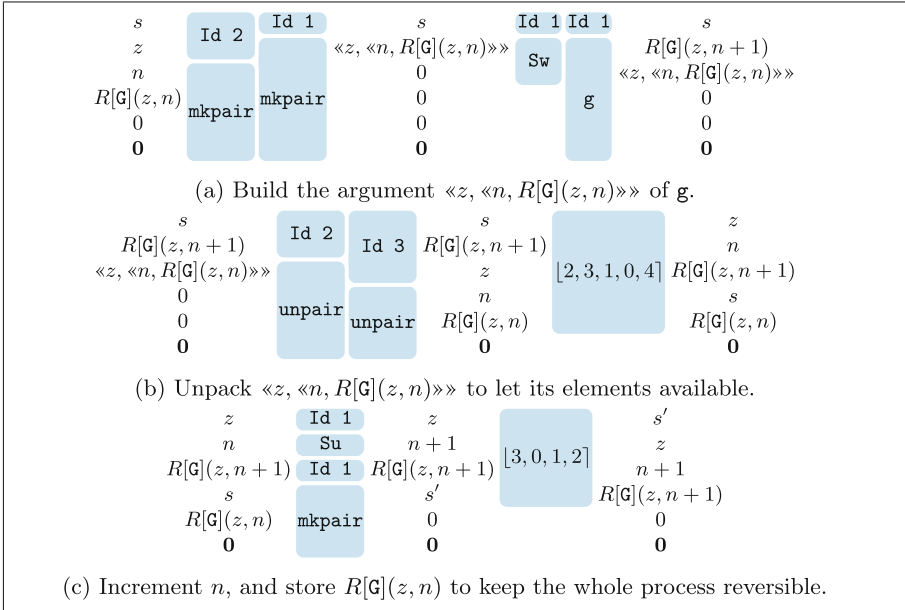 s Id 1 s Id 1 Id 1 s
z Id 2 «z, «n, R[G](z, n)»» Sw R[G](z, n + 1)
n 0 «z, «n, R[G](z, n)»»
R[G](z, n) mkpair mkpair 0 g 0
0 0 0
0 0 0
(a) Build the argument «z, «n, R[G](z, n)»» of g.
s Id 2 s z
R[G](z, n + 1) Id 3 R[G](z, n + 1) n
«z, «n, R[G](z, n)»» z ⌊2, 3, 1, 0, 4⌉ R[G](z, n + 1)
0 unpair n s
0 unpair R[G](z, n) R[G](z, n)
0 0 0
(b) Unpack «z, «n, R[G](z, n)»» to let its elements available.
z Id 1 z s′
n Su n + 1 ⌊3, 0, 1, 2⌉ z
R[G](z, n + 1) Id 1 R[G](z, n + 1) n + 1
s s′ R[G](z, n + 1)
R[G](z, n) mkpair 0 0
0 0 0
(c) Increment n, and store R[G](z, n) to keep the whole process reversible.